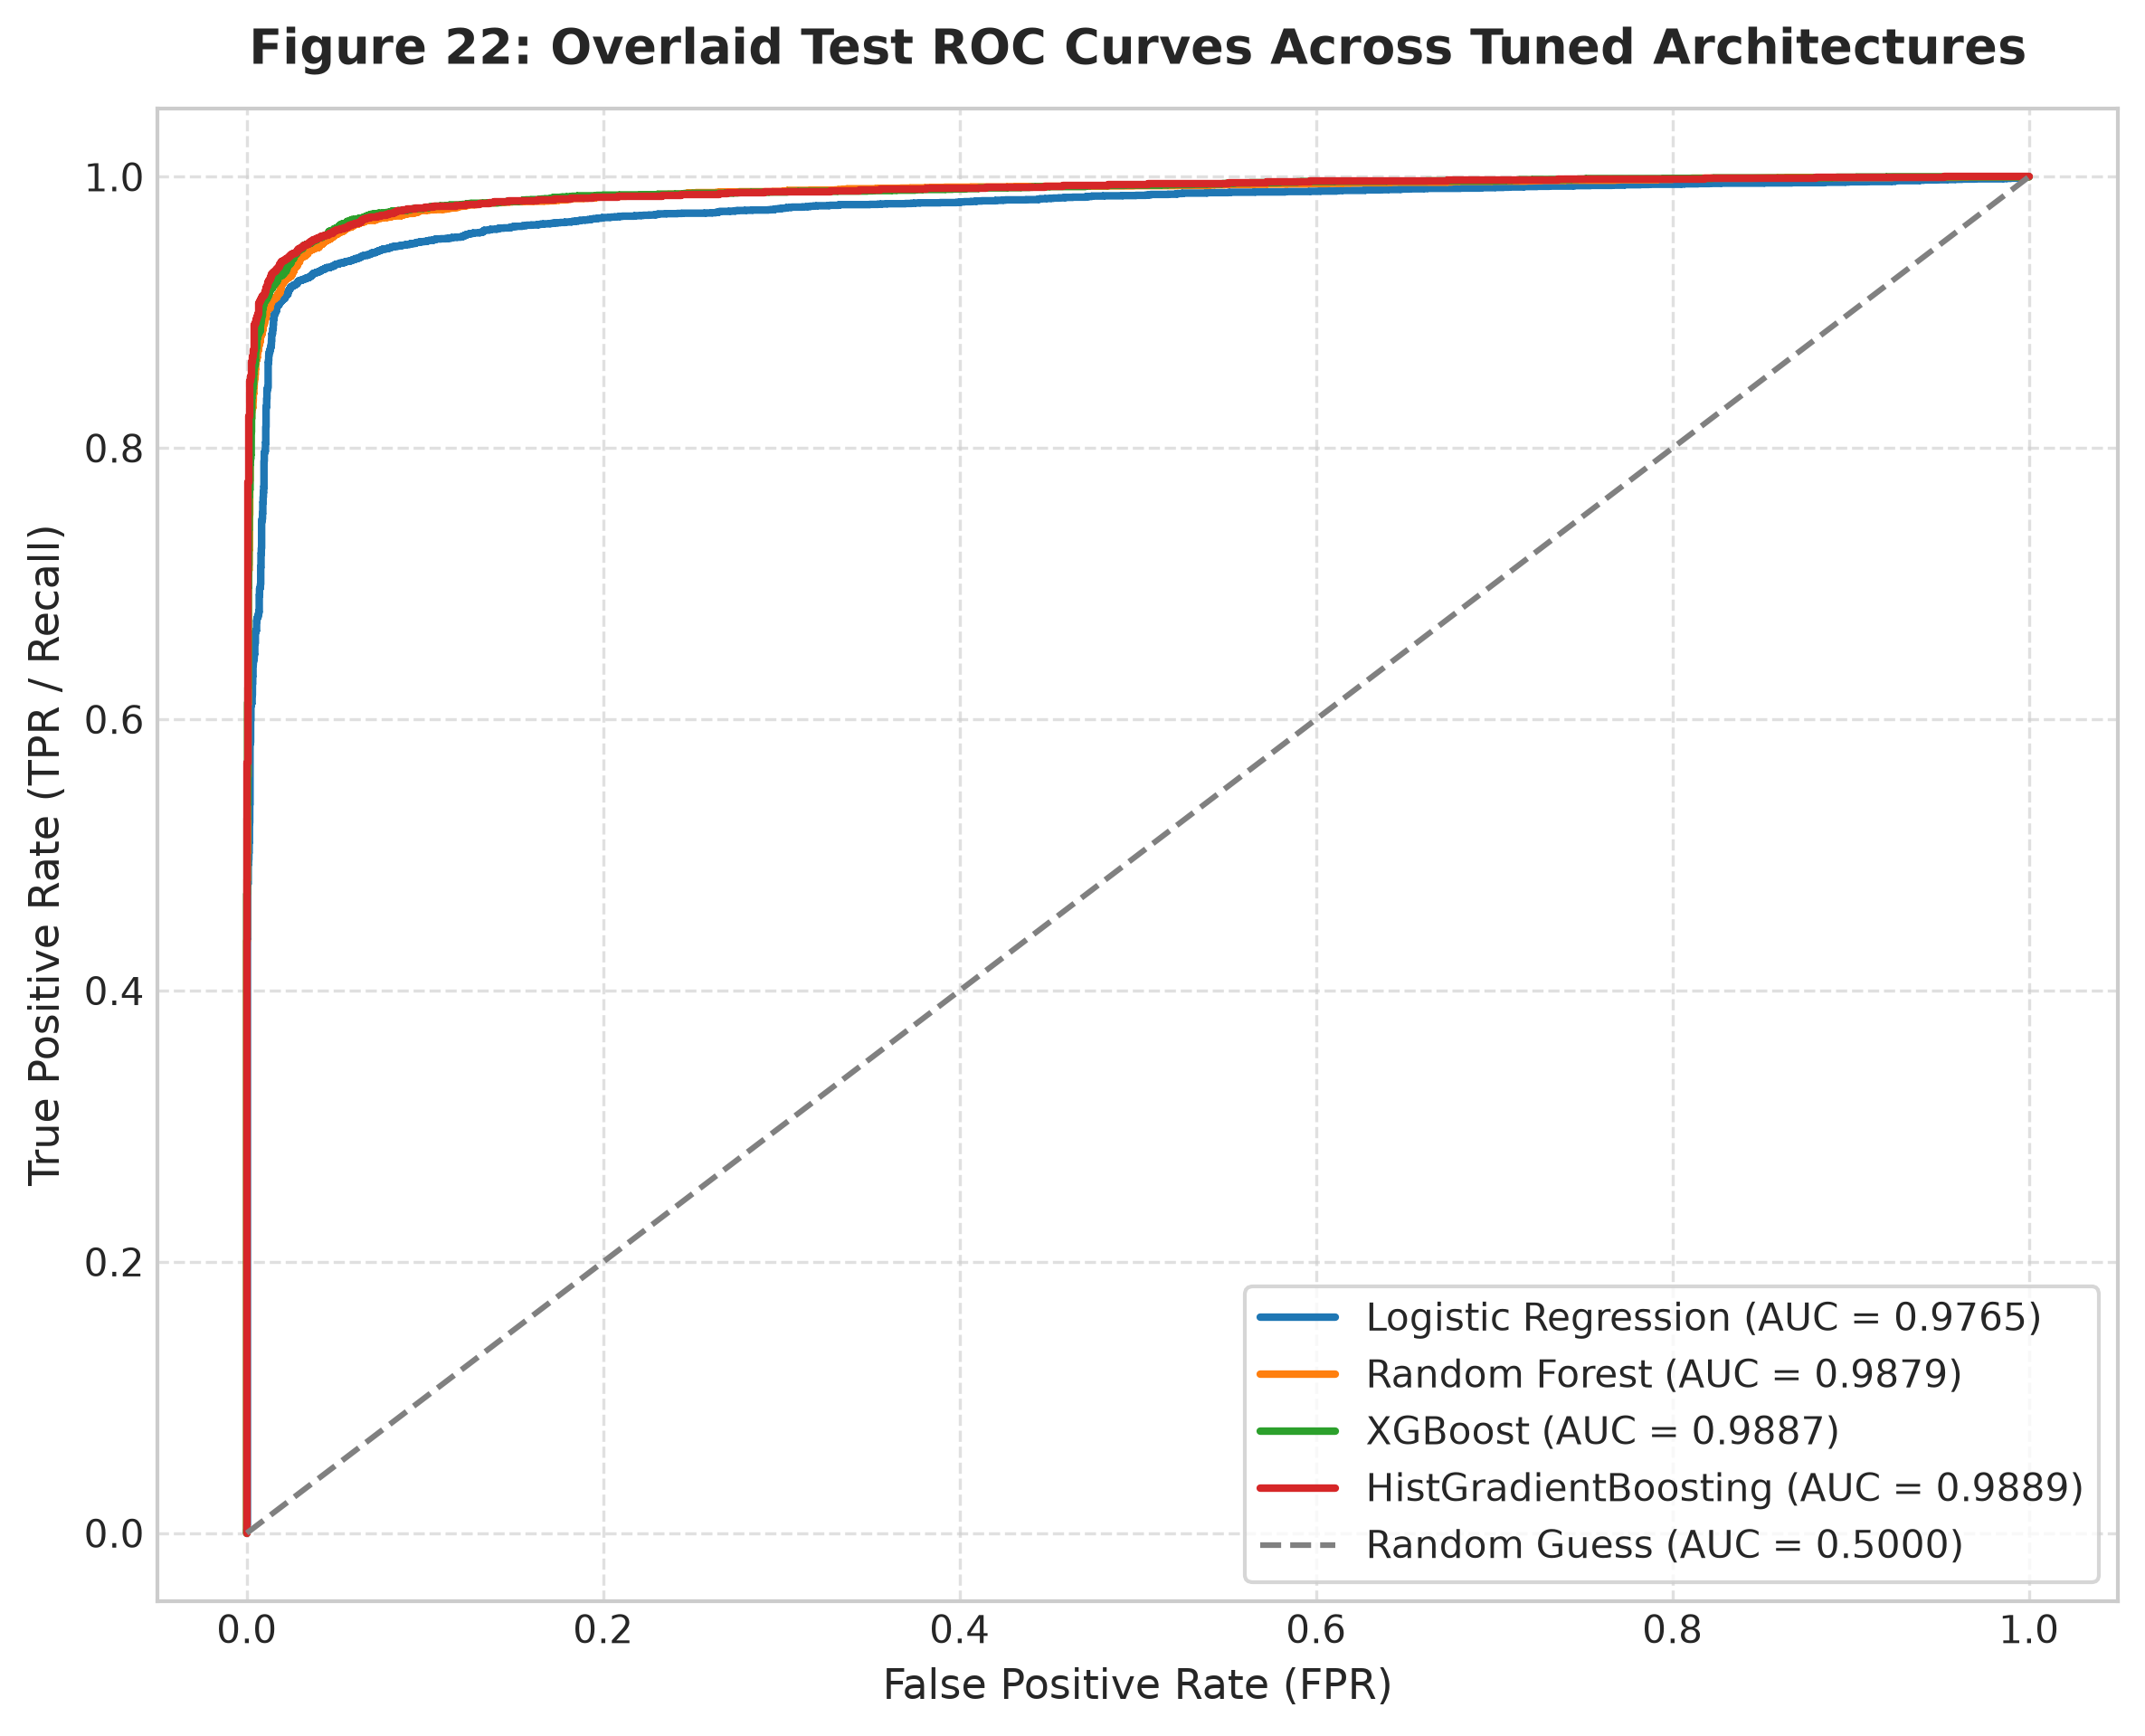 Figure 22: Overlaid Test ROC Curves Across Tuned Architectures
True Positive Rate (TPR / Recall)
1.0
0.8
0.6
0.4
0.2
0.0
0.0 0.2 0.4 0.6 0.8 1.0
False Positive Rate (FPR)
Logistic Regression (AUC = 0.9765)
Random Forest (AUC = 0.9879)
XGBoost (AUC = 0.9887)
HistGradientBoosting (AUC = 0.9889)
Random Guess (AUC = 0.5000)